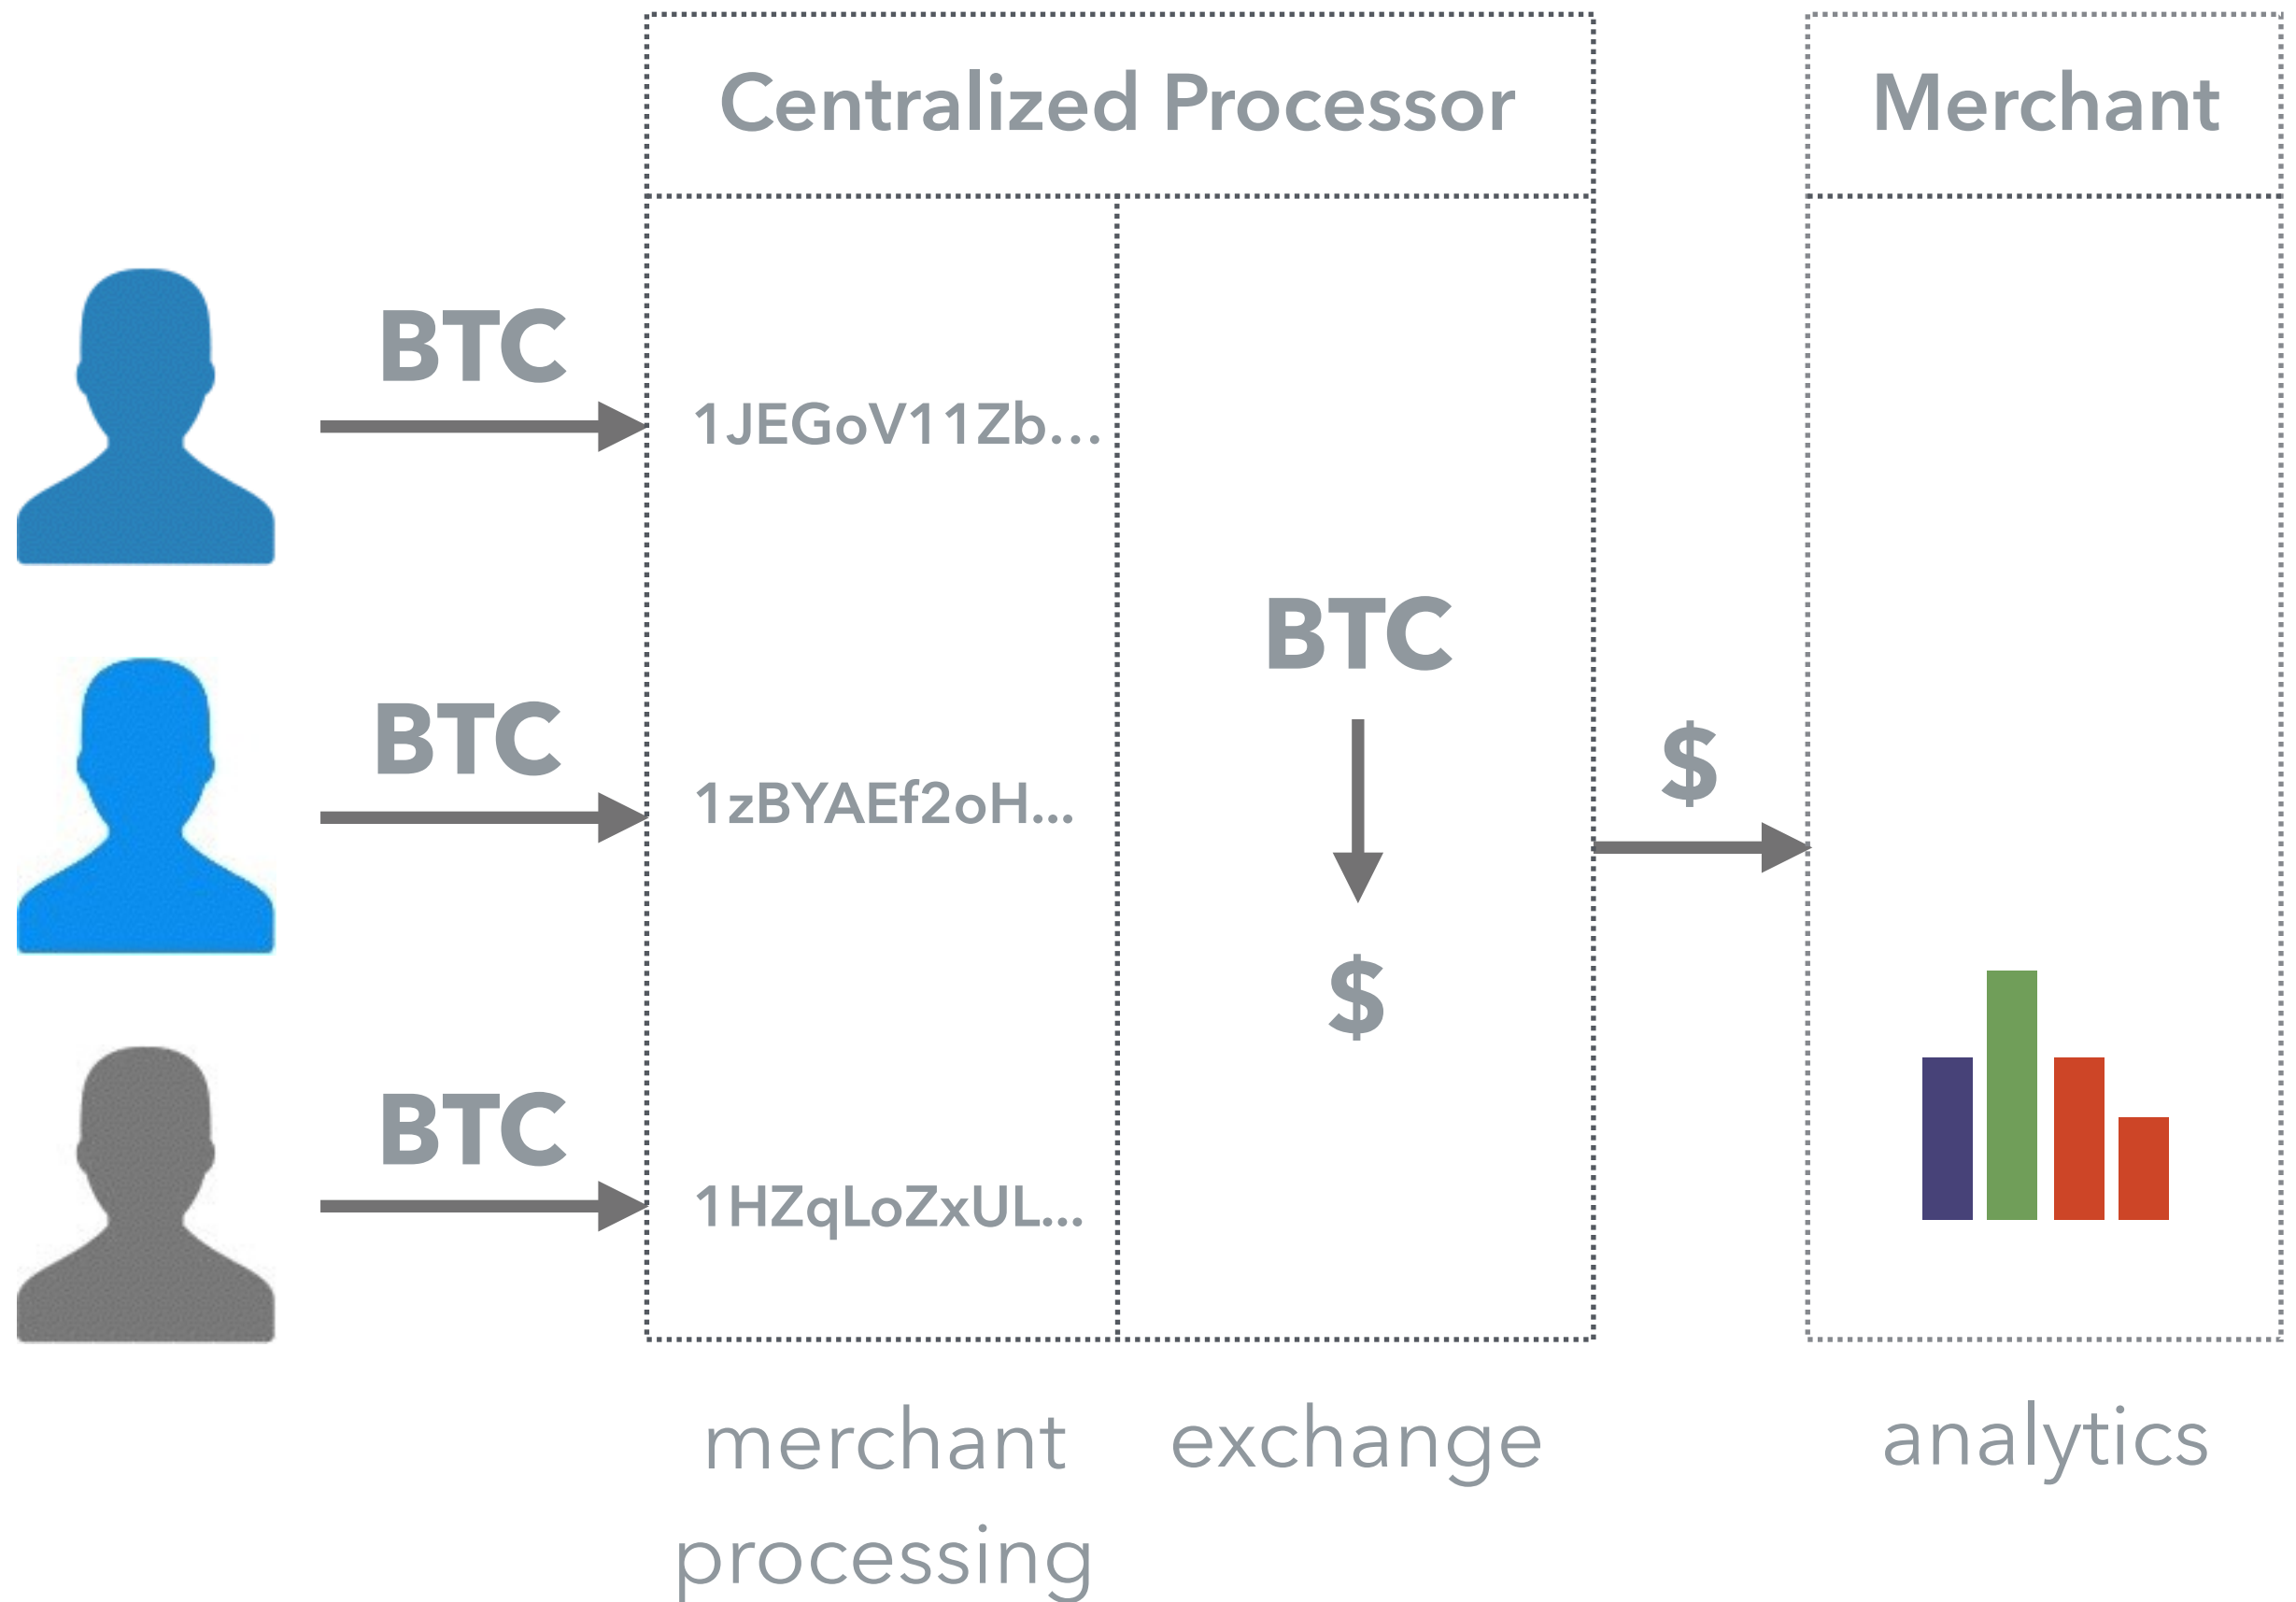 Centralized Processor
Merchant
BTC
1JEGoV11Zb...
BTC
1zBYAEf2oH...
BTC
1HZqLoZxUL...
BTC
$
$
merchant
processing
exchange
analytics